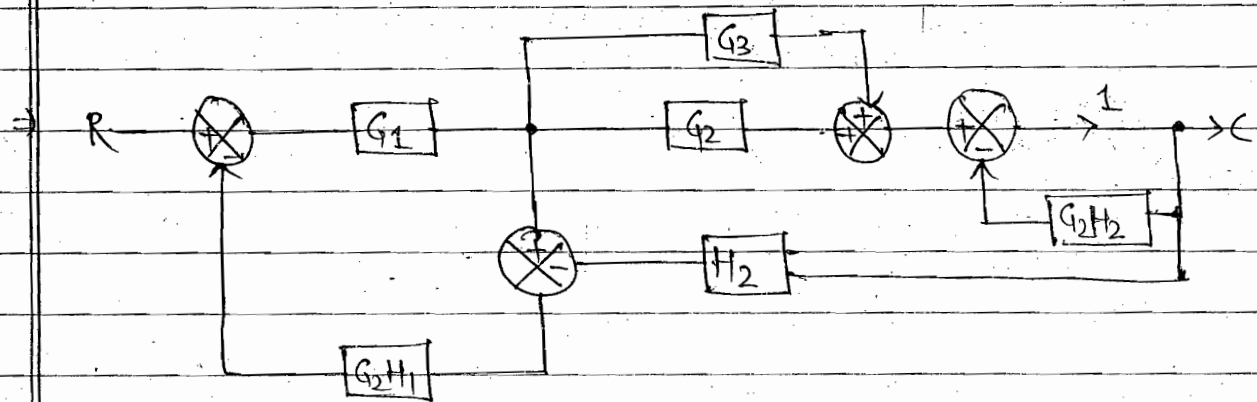 G3
1
⇒ R + - G1 G2 + + + - C
G2H2
+ - H2
G2H1